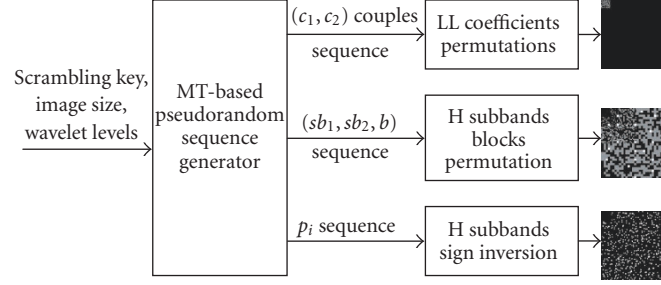 Scrambling key,
image size,
wavelet levels
MT-based
pseudorandom
sequence
generator
(c₁, c₂) couples
sequence
LL coefficients
permutations
(sb₁, sb₂, b)
sequence
H subbands
blocks
permutation
pᵢ sequence
H subbands
sign inversion